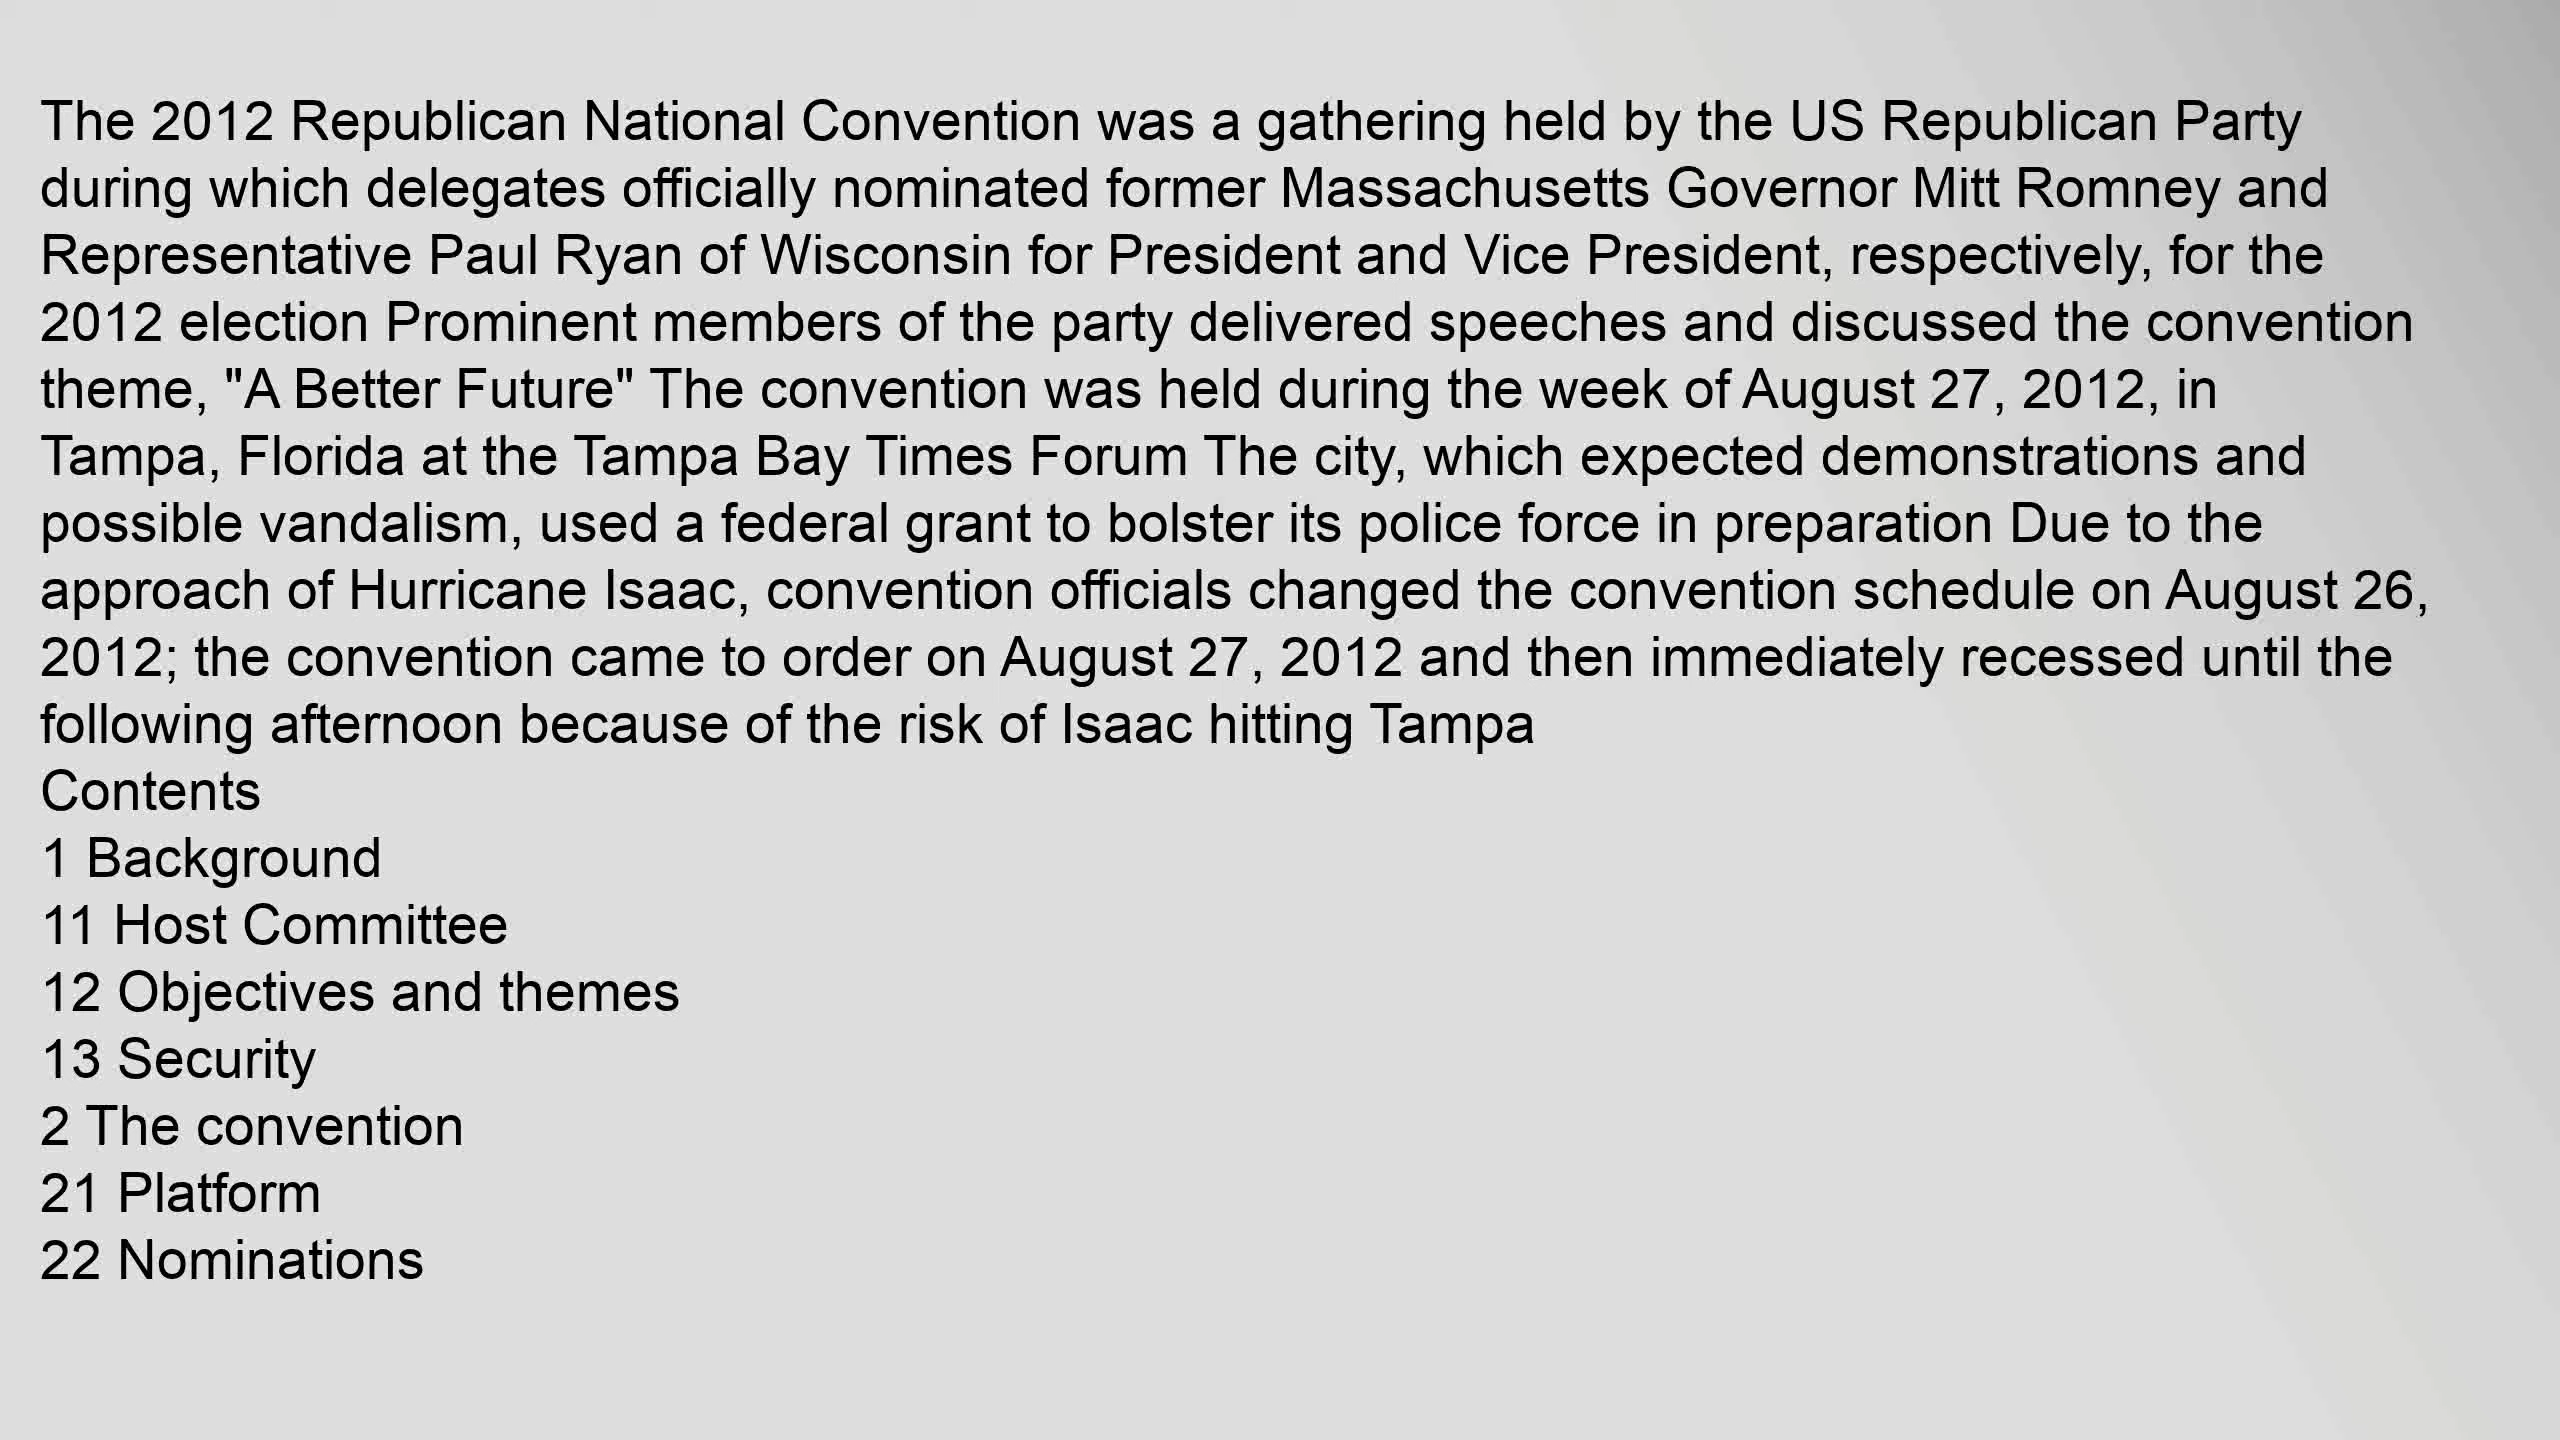 The 2012 Republican National Convention was a gathering held by the US Republican Party
during which delegates officially nominated former Massachusetts Governor Mitt Romney and
Representative Paul Ryan of Wisconsin for President and Vice President, respectively, for the
2012 election Prominent members of the party delivered speeches and discussed the convention
theme, "A Better Future" The convention was held during the week of August 27, 2012, in
Tampa, Florida at the Tampa Bay Times Forum The city, which expected demonstrations and
possible vandalism, used a federal grant to bolster its police force in preparation Due to the
approach of Hurricane Isaac, convention officials changed the convention schedule on August 26,
2012; the convention came to order on August 27, 2012 and then immediately recessed until the
following afternoon because of the risk of Isaac hitting Tampa
Contents
1 Background
11 Host Committee
12 Objectives and themes
13 Security
2 The convention
21 Platform
22 Nominations